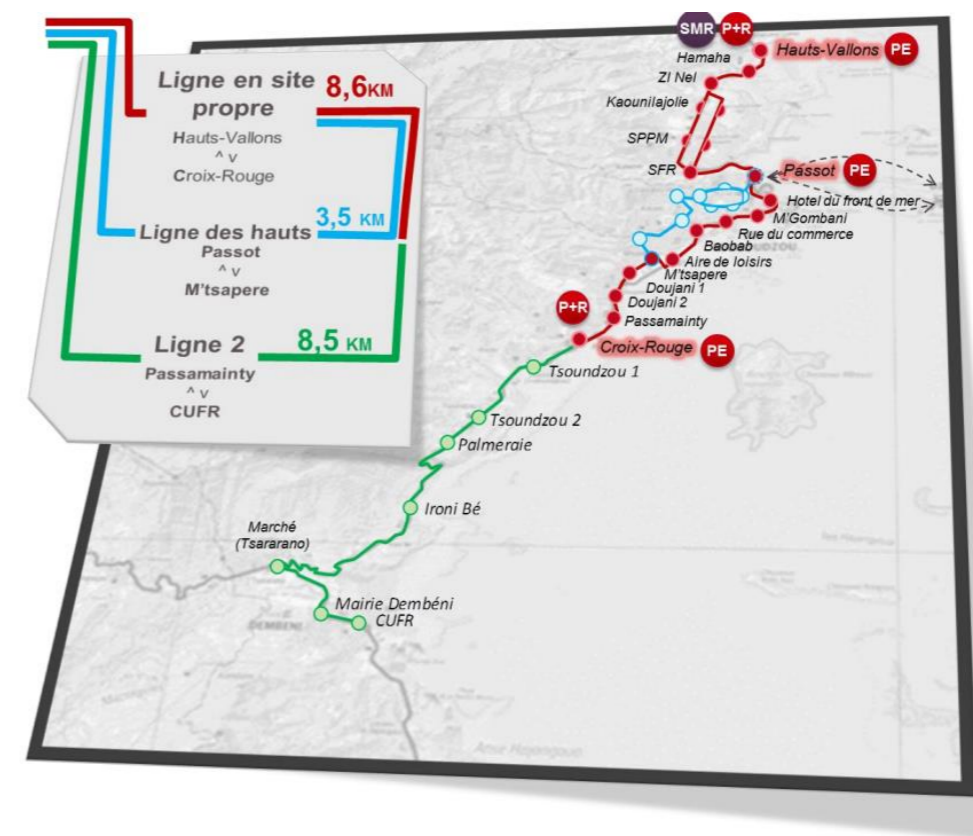 Ligne en site
propre
8,6KM
Hauts-Vallons
^ v
Croix-Rouge
3,5 KM
Ligne des hauts
Passot
^ v
M'tsapere
Ligne 2
8,5 KM
Passamainty
^ v
CUFR
SMR
P+R
Hamaha
Hauts-Vallons
PE
ZI Nel
Kaounilajolie
SPPM
SFR
Passot
PE
Hotel du front de mer
M'Gombani
Rue du commerce
Baobab
Aire de loisirs
M'tsapere
Doujani 1
Doujani 2
P+R
Passamainty
Croix-Rouge
PE
Tsoundzou 1
Tsoundzou 2
Palmeraie
Ironi Bé
Marché
(Tsararano)
Mairie Dembéni
CUFR
DEMBENI